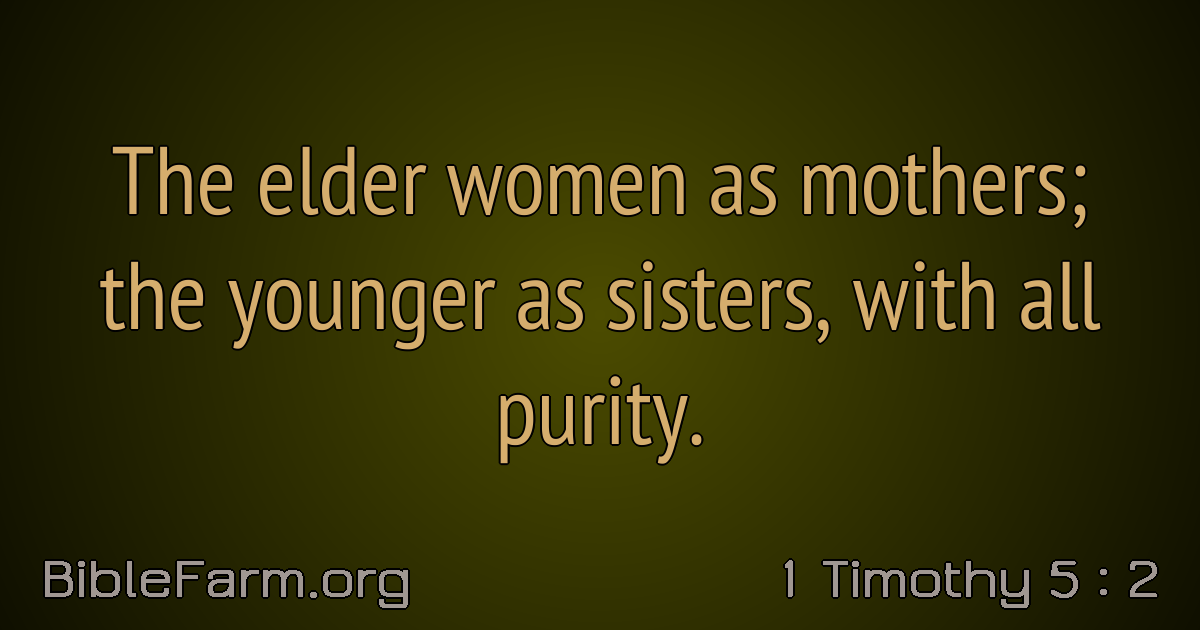 The elder women as mothers;
the younger as sisters, with all
purity.
BibleFarm.org
1 Timothy 5 : 2